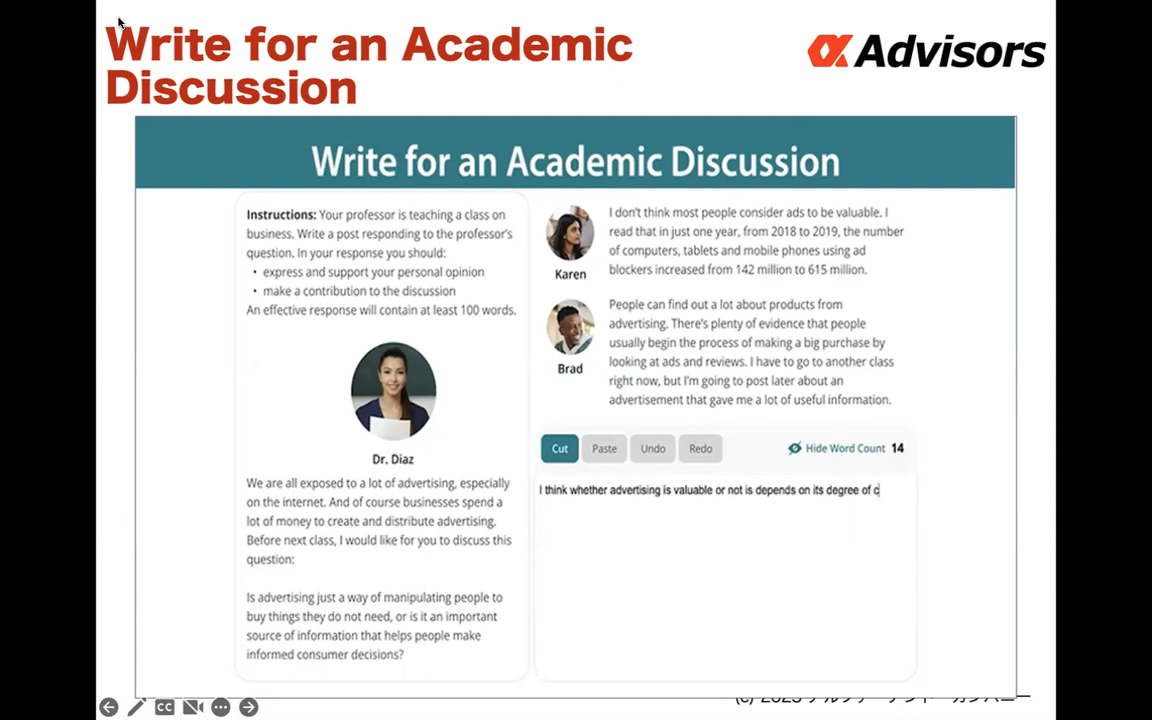 Write for an Academic
Discussion
Advisors
Write for an Academic Discussion
Instructions: Your professor is teaching a class on
business. Write a post responding to the professor's
question. In your response you should:
• express and support your personal opinion
• make a contribution to the discussion
An effective response will contain at least 100 words.
Dr. Diaz
We are all exposed to a lot of advertising, especially
on the internet. And of course businesses spend a
lot of money to create and distribute advertising.
Before next class, I would like for you to discuss this
question:
Is advertising just a way of manipulating people to
buy things they do not need, or is it an important
source of information that helps people make
informed consumer decisions?
I don't think most people consider ads to be valuable. I
read that in just one year, from 2018 to 2019, the number
of computers, tablets and mobile phones using ad
blockers increased from 142 million to 615 million.
Karen
People can find out a lot about products from
advertising. There's plenty of evidence that people
usually begin the process of making a big purchase by
looking at ads and reviews. I have to go to another class
right now, but I'm going to post later about an
advertisement that gave me a lot of useful information.
Brad
Cut Paste Undo Redo Hide Word Count 14
I think whether advertising is valuable or not is depends on its degree of c
CC